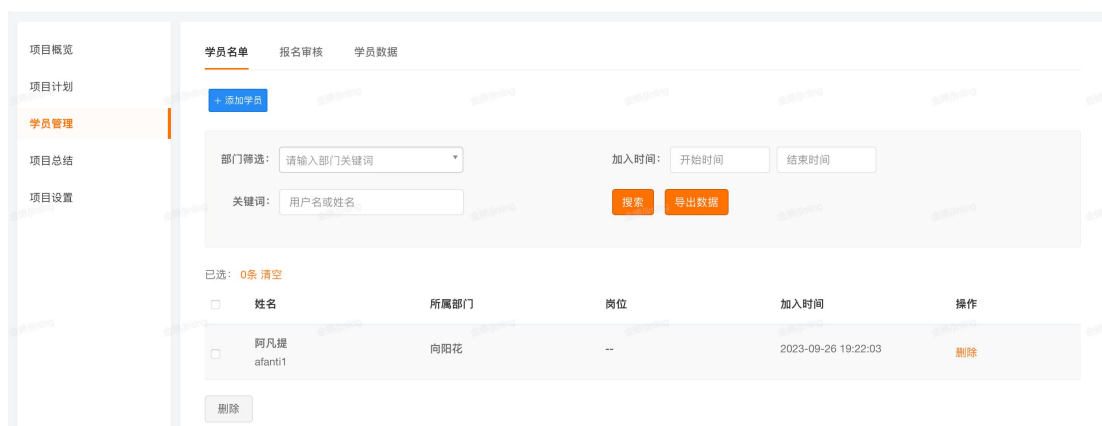 项目概览
项目计划
学员管理
项目总结
项目设置
学员名单 报名审核 学员数据
+ 添加学员
部门筛选： 请输入部门关键词 加入时间： 开始时间 结束时间
关键词： 用户名或姓名 搜索 导出数据
已选： 0条 清空
姓名 所属部门 岗位 加入时间 操作
阿凡提 向阳花 -- 2023-09-26 19:22:03 删除
afanti1
删除